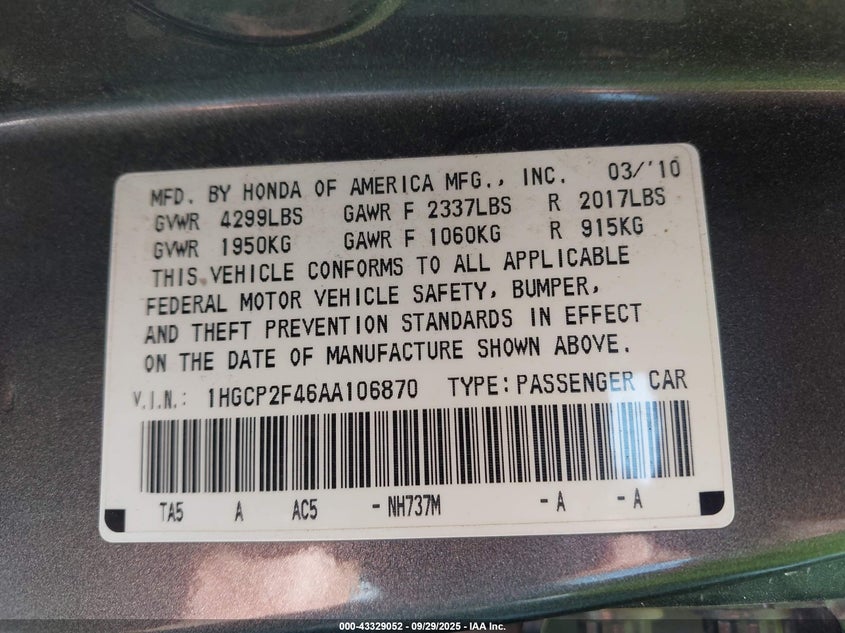 MFD. BY HONDA OF AMERICA MFG., INC. 03/'10
GVWR 4299LBS GAWR F 2337LBS R 2017LBS
GVWR 1950KG GAWR F 1060KG R 915KG
THIS VEHICLE CONFORMS TO ALL APPLICABLE
FEDERAL MOTOR VEHICLE SAFETY, BUMPER,
AND THEFT PREVENTION STANDARDS IN EFFECT
ON THE DATE OF MANUFACTURE SHOWN ABOVE.
V.I.N.: 1HGCP2F46AA106870 TYPE: PASSENGER CAR
TA5 A AC5 - NH737M - A - A
000-43329052 - 09/29/2025 - IAA Inc.